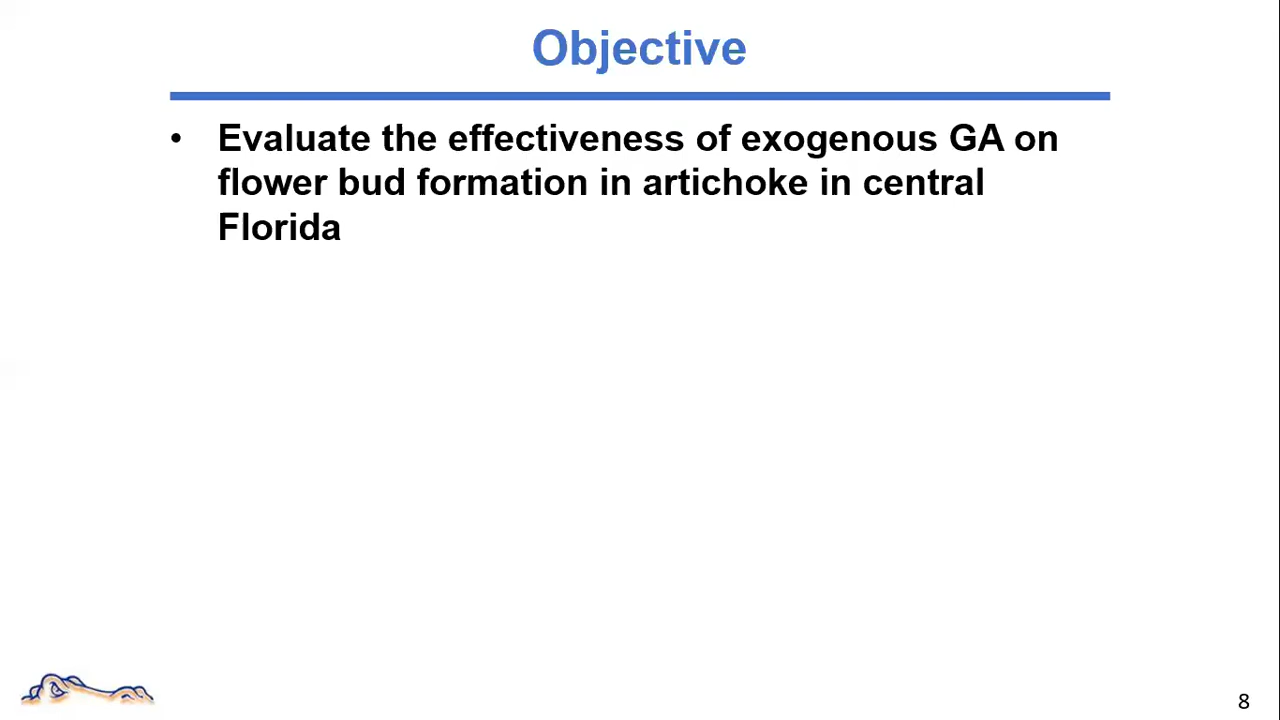 Objective
• Evaluate the effectiveness of exogenous GA on
flower bud formation in artichoke in central
Florida
8